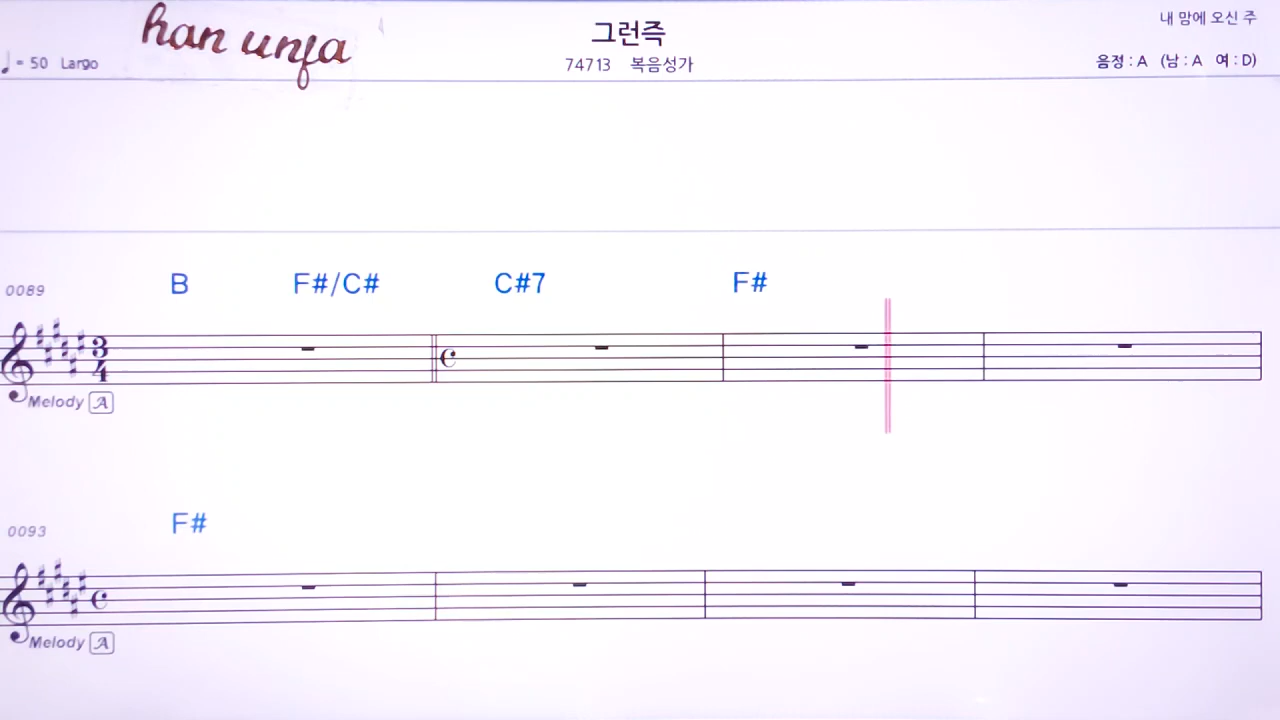 han unfa
그런즉
내 맘에 오신 주
♩= 50 Largo
74713 복음성가
음정 : A (남 : A 여 : D)
B F#/C# C#7 F#
0089
3
4
Melody A
F#
0093
Melody A